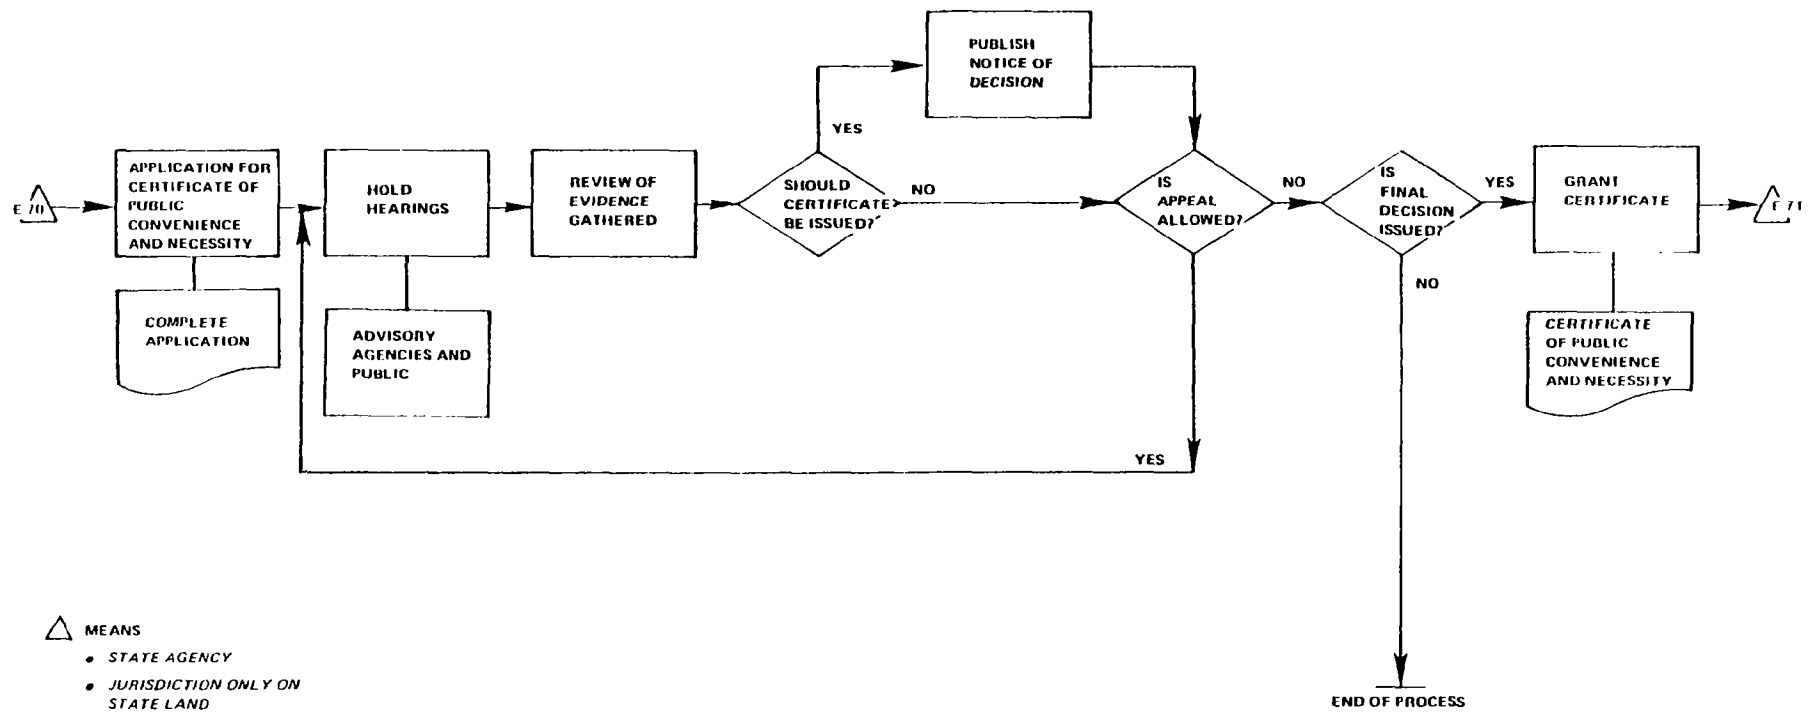 E 70
APPLICATION FOR
CERTIFICATE OF
PUBLIC
CONVENIENCE
AND NECESSITY
COMPLETE
APPLICATION
HOLD
HEARINGS
ADVISORY
AGENCIES AND
PUBLIC
REVIEW OF
EVIDENCE
GATHERED
SHOULD
CERTIFICATE
BE ISSUED?
YES
NO
PUBLISH
NOTICE OF
DECISION
IS
APPEAL
ALLOWED?
NO
YES
IS
FINAL
DECISION
ISSUED?
YES
NO
GRANT
CERTIFICATE
CERTIFICATE
OF PUBLIC
CONVENIENCE
AND NECESSITY
E 71
END OF PROCESS
MEANS
• STATE AGENCY
• JURISDICTION ONLY ON
STATE LAND